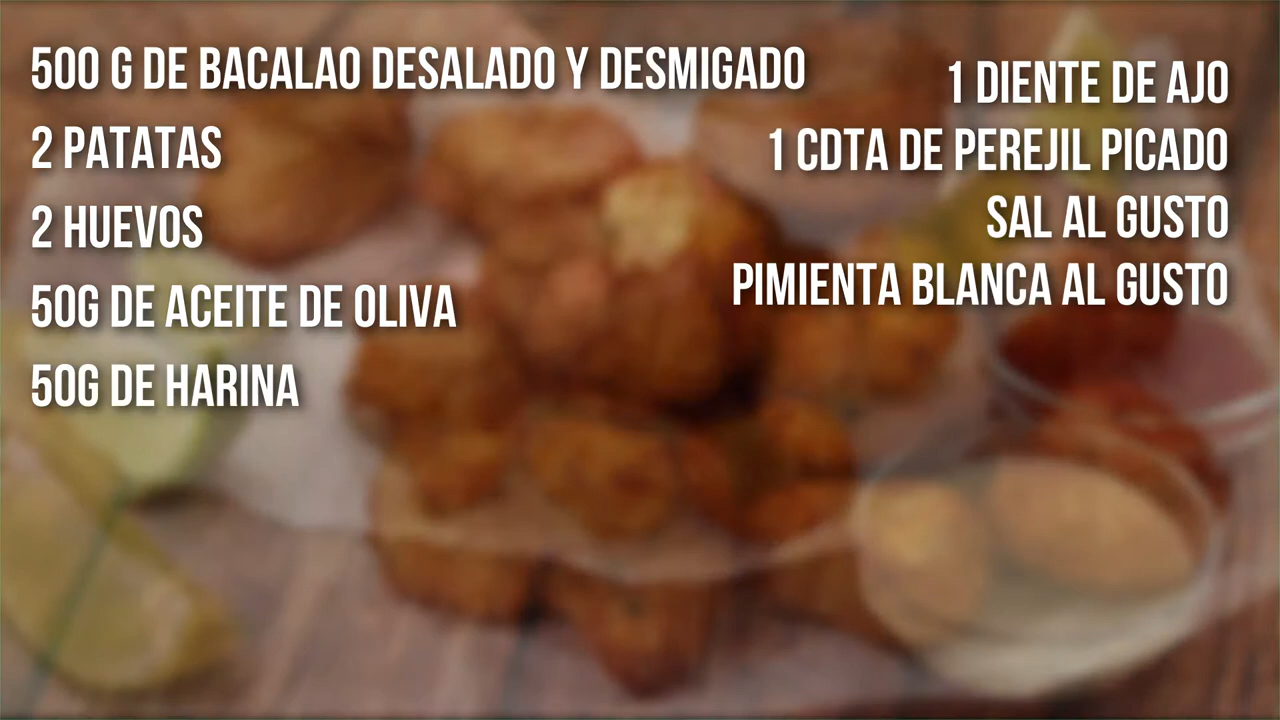 500 G DE BACALAO DESALADO Y DESMIGADO
2 PATATAS
2 HUEVOS
50G DE ACEITE DE OLIVA
50G DE HARINA
1 DIENTE DE AJO
1 CDTA DE PEREJIL PICADO
SAL AL GUSTO
PIMIENTA BLANCA AL GUSTO